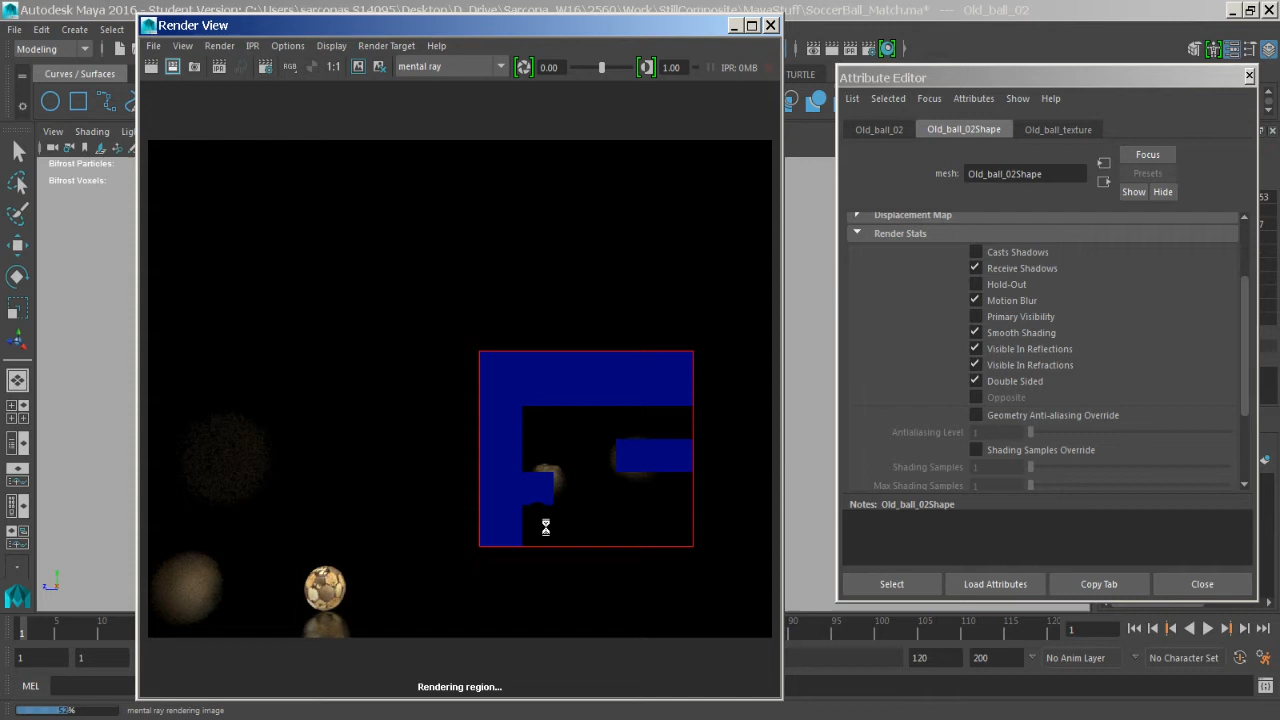 Autodesk Maya 2016 - Student Version: C:\Users\sarconas S14095\Desktop\D_Drive\Sarcona_W16\2560\Work\StillComposite\MayaStuff\SoccerBall_Match.ma* --- Old_ball_02
File Edit Create Select
Modeling
Curves / Surfaces
TURTLE
View Shading Lig
Bifrost Particles:
Bifrost Voxels:
Render View
File View Render IPR Options Display Render Target Help
RGB 1:1 mental ray 0.00 1.00 IPR: 0MB
Rendering region...
Attribute Editor
List Selected Focus Attributes Show Help
Old_ball_02 Old_ball_02Shape Old_ball_texture
mesh: Old_ball_02Shape
Focus
Presets
Show Hide
Displacement Map
Render Stats
Casts Shadows
Receive Shadows
Hold-Out
Motion Blur
Primary Visibility
Smooth Shading
Visible In Reflections
Visible In Refractions
Double Sided
Opposite
Geometry Anti-aliasing Override
Antialiasing Level 1
Shading Samples Override
Shading Samples 1
Max Shading Samples 1
Notes: Old_ball_02Shape
Select Load Attributes Copy Tab Close
1 5 10 90 95 100 105 110 115 120 1
1 1 120 200 No Anim Layer No Character Set
MEL
52% mental ray rendering image